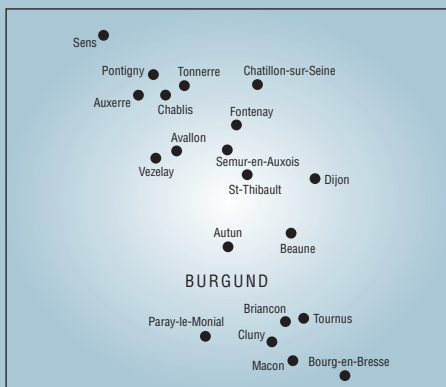 Sens
Pontigny
Tonnerre
Chatillon-sur-Seine
Auxerre
Chablis
Fontenay
Avallon
Semur-en-Auxois
Vezelay
St-Thibault
Dijon
Autun
Beaune
BURGUND
Briancon
Tournus
Paray-le-Monial
Cluny
Macon
Bourg-en-Bresse